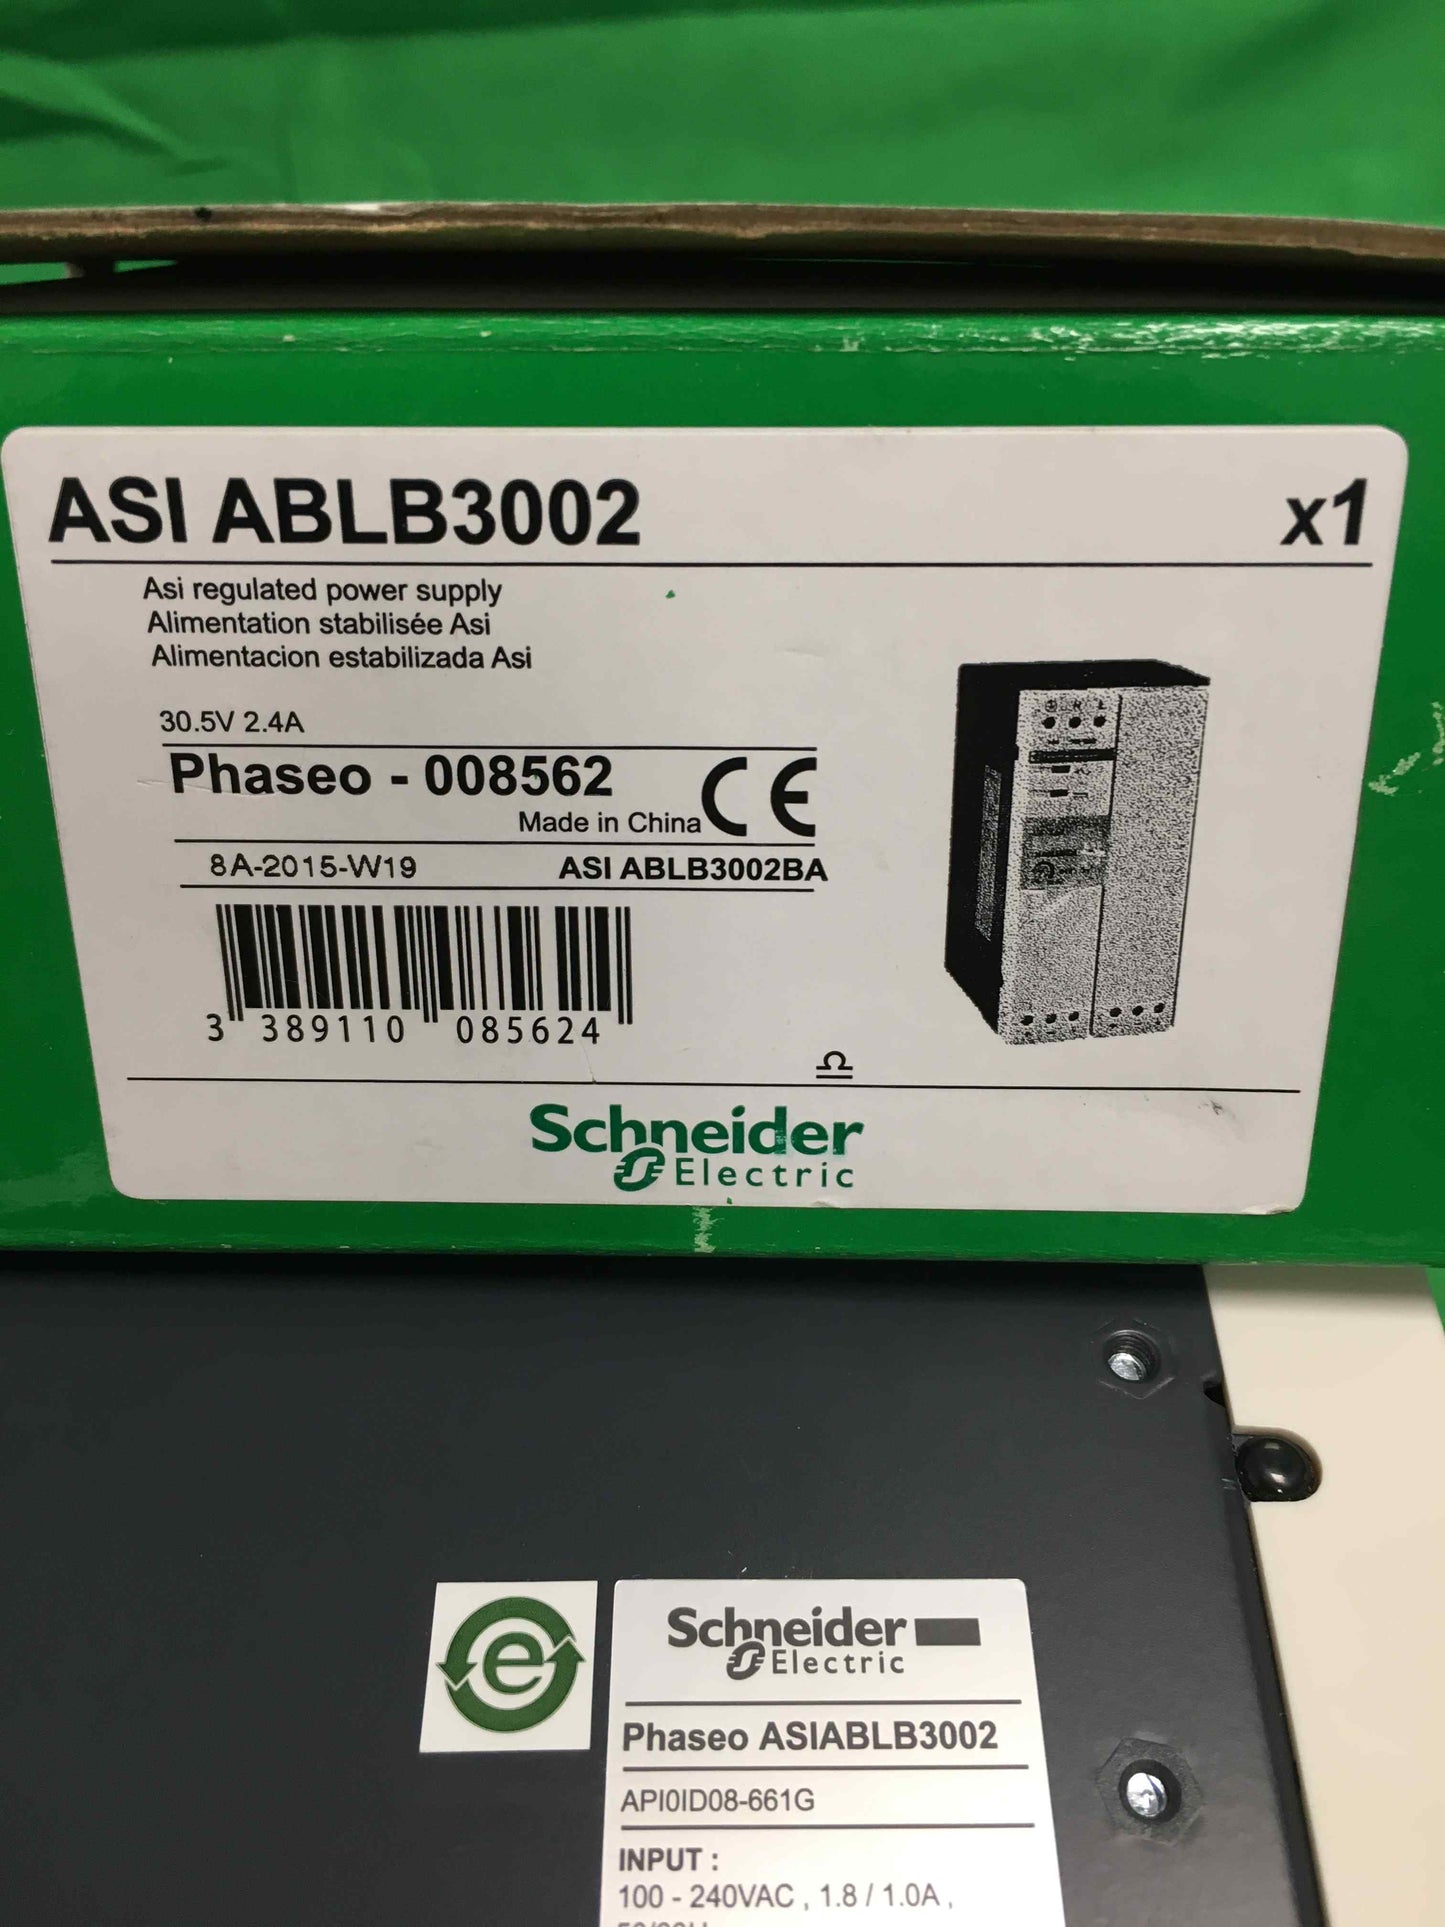 ASI ABLB3002 x1
Asi regulated power supply
Alimentation stabilisée Asi
Alimentacion estabilizada Asi
30.5V 2.4A
Phaseo - 008562 CE
Made in China
8A-2015-W19 ASI ABLB3002BA
3 389110 085624
Schneider
Electric
e
Schneider
Electric
Phaseo ASIABLB3002
API0ID08-661G
INPUT :
100 - 240VAC , 1.8 / 1.0A ,